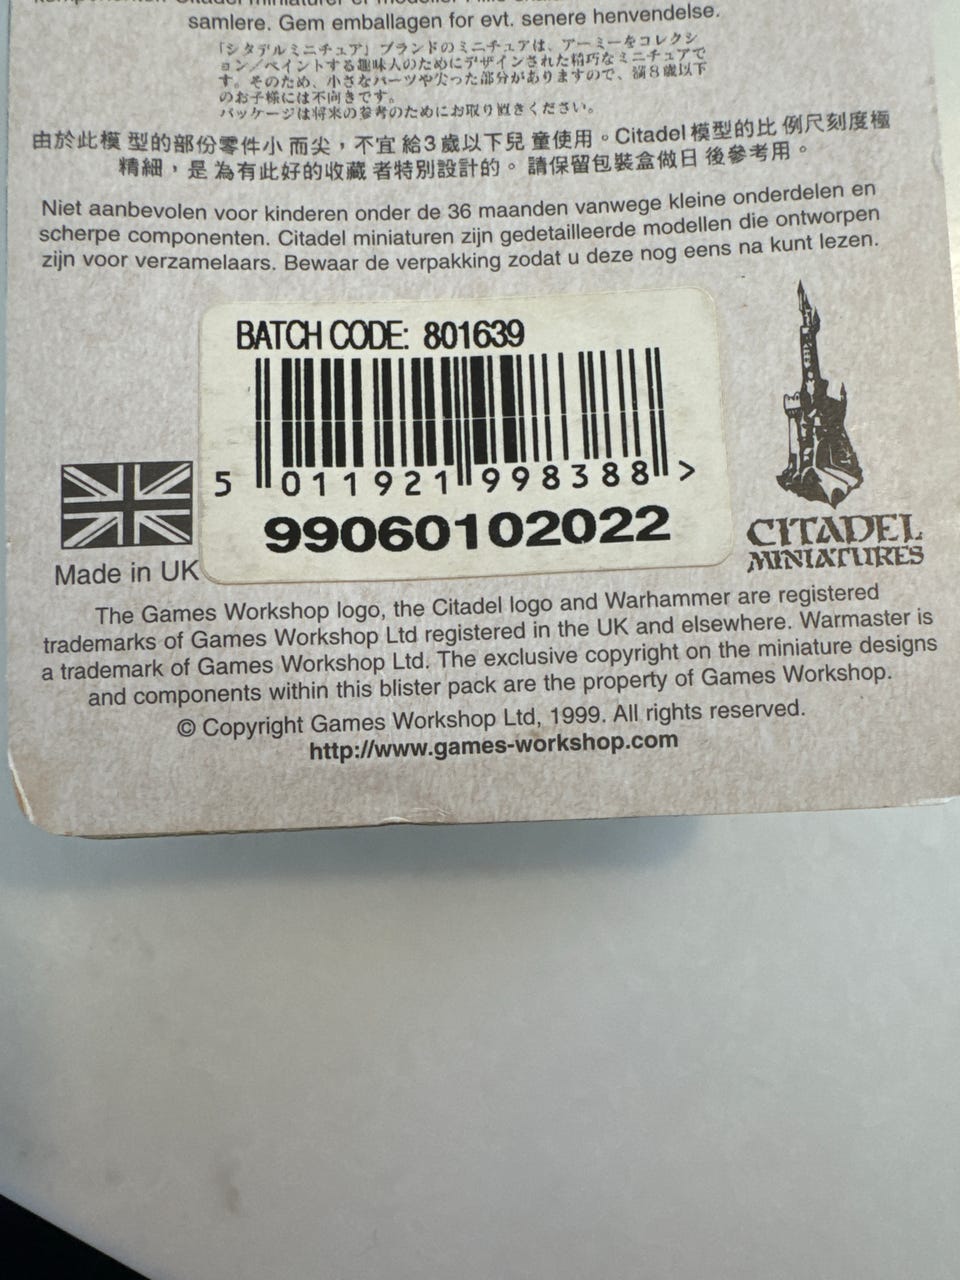 samlere. Gem emballagen for evt. senere henvendelse.
「シタデルミニチュア」ブランドのミニチュアは、アーミーをコレクシ
ョン／ペイントする趣味人のためにデザインされた精巧なミニチュアで
す。そのため、小さなパーツや尖った部分がありますので、満８歳以下
のお子様には不向きです。
パッケージは将来の参考のためにお取り置きください。
由於此模 型的部份零件小 而尖，不宜 給3 歲以下兒 童使用。Citadel 模型的比 例尺刻度極
精細，是 為有此好的收藏 者特別設計的。 請保留包裝盒做日 後參考用。
Niet aanbevolen voor kinderen onder de 36 maanden vanwege kleine onderdelen en
scherpe componenten. Citadel miniaturen zijn gedetailleerde modellen die ontworpen
zijn voor verzamelaars. Bewaar de verpakking zodat u deze nog eens na kunt lezen.
BATCH CODE: 801639
5 011921 998388 >
99060102022
Made in UK
CITADEL
MINIATURES
The Games Workshop logo, the Citadel logo and Warhammer are registered
trademarks of Games Workshop Ltd registered in the UK and elsewhere. Warmaster is
a trademark of Games Workshop Ltd. The exclusive copyright on the miniature designs
and components within this blister pack are the property of Games Workshop.
© Copyright Games Workshop Ltd, 1999. All rights reserved.
http://www.games-workshop.com